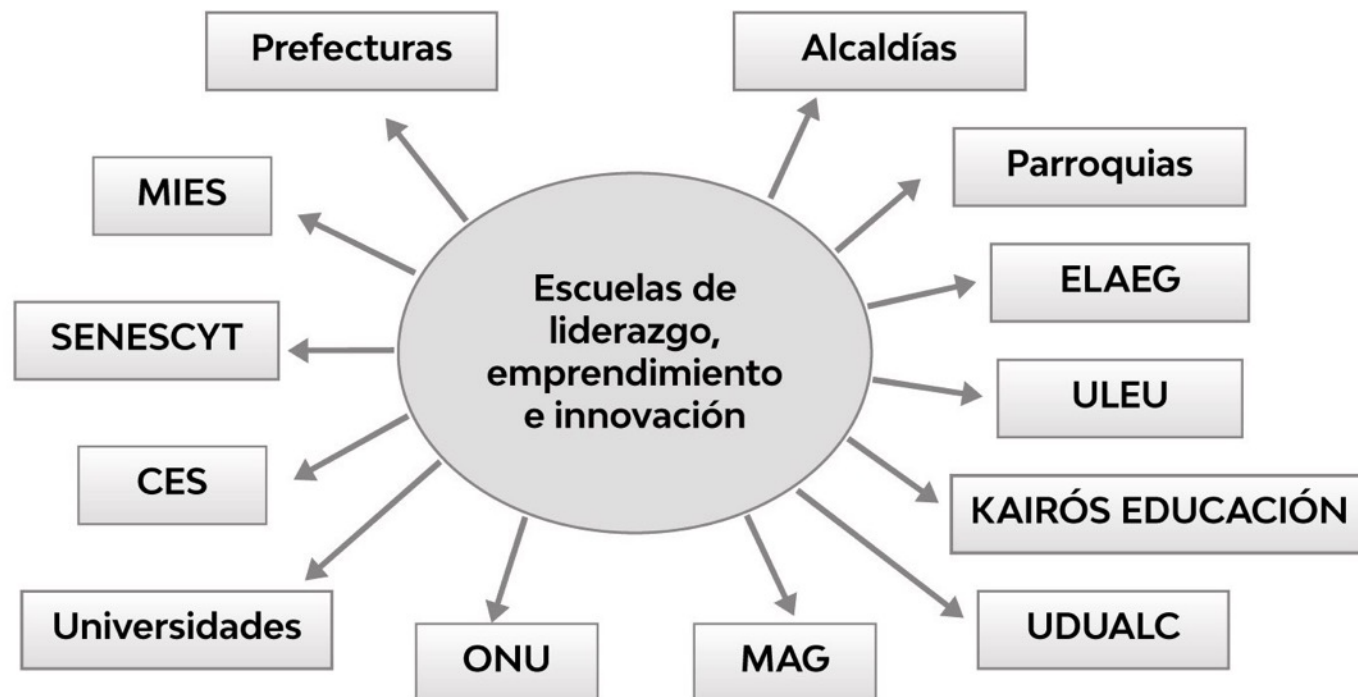 Prefecturas
Alcaldías
MIES
Parroquias
SENESCYT
Escuelas de
liderazgo,
emprendimiento
e innovación
ELAEG
ULEU
CES
KAIRÓS EDUCACIÓN
Universidades
ONU
MAG
UDUALC